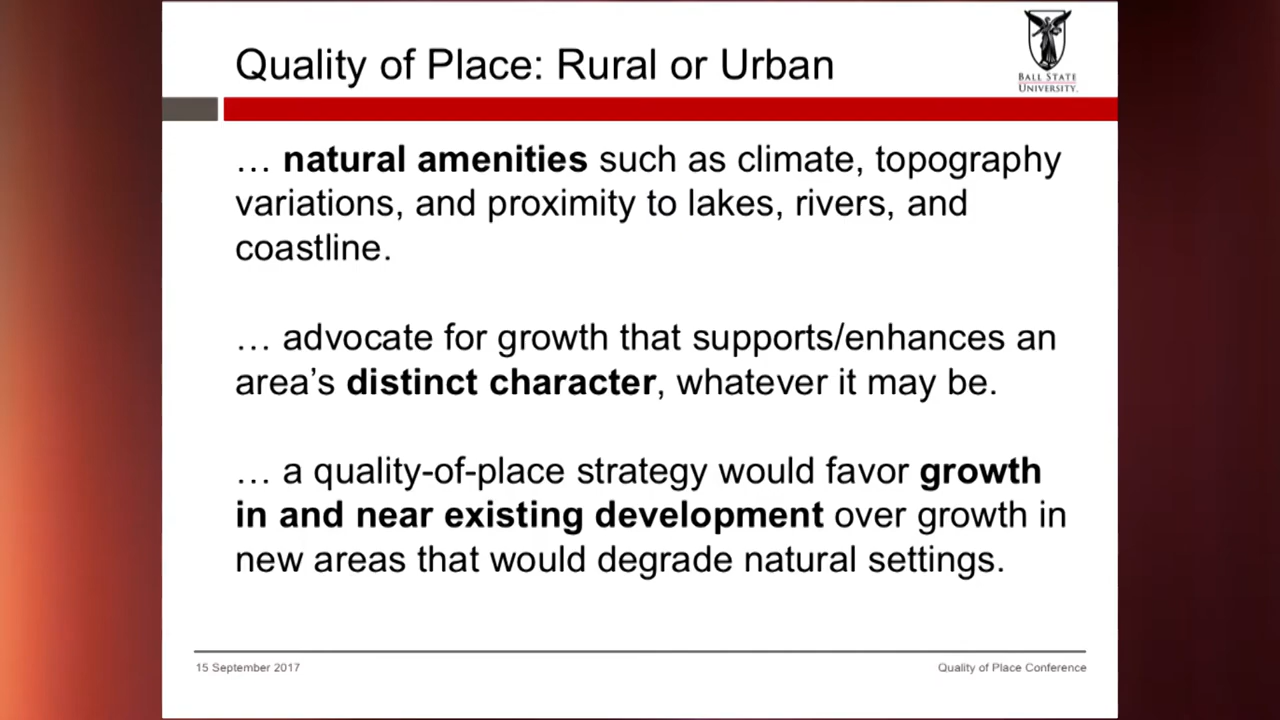 Quality of Place: Rural or Urban
BALL STATE
UNIVERSITY.
… natural amenities such as climate, topography
variations, and proximity to lakes, rivers, and
coastline.
… advocate for growth that supports/enhances an
area’s distinct character, whatever it may be.
… a quality-of-place strategy would favor growth
in and near existing development over growth in
new areas that would degrade natural settings.
15 September 2017
Quality of Place Conference